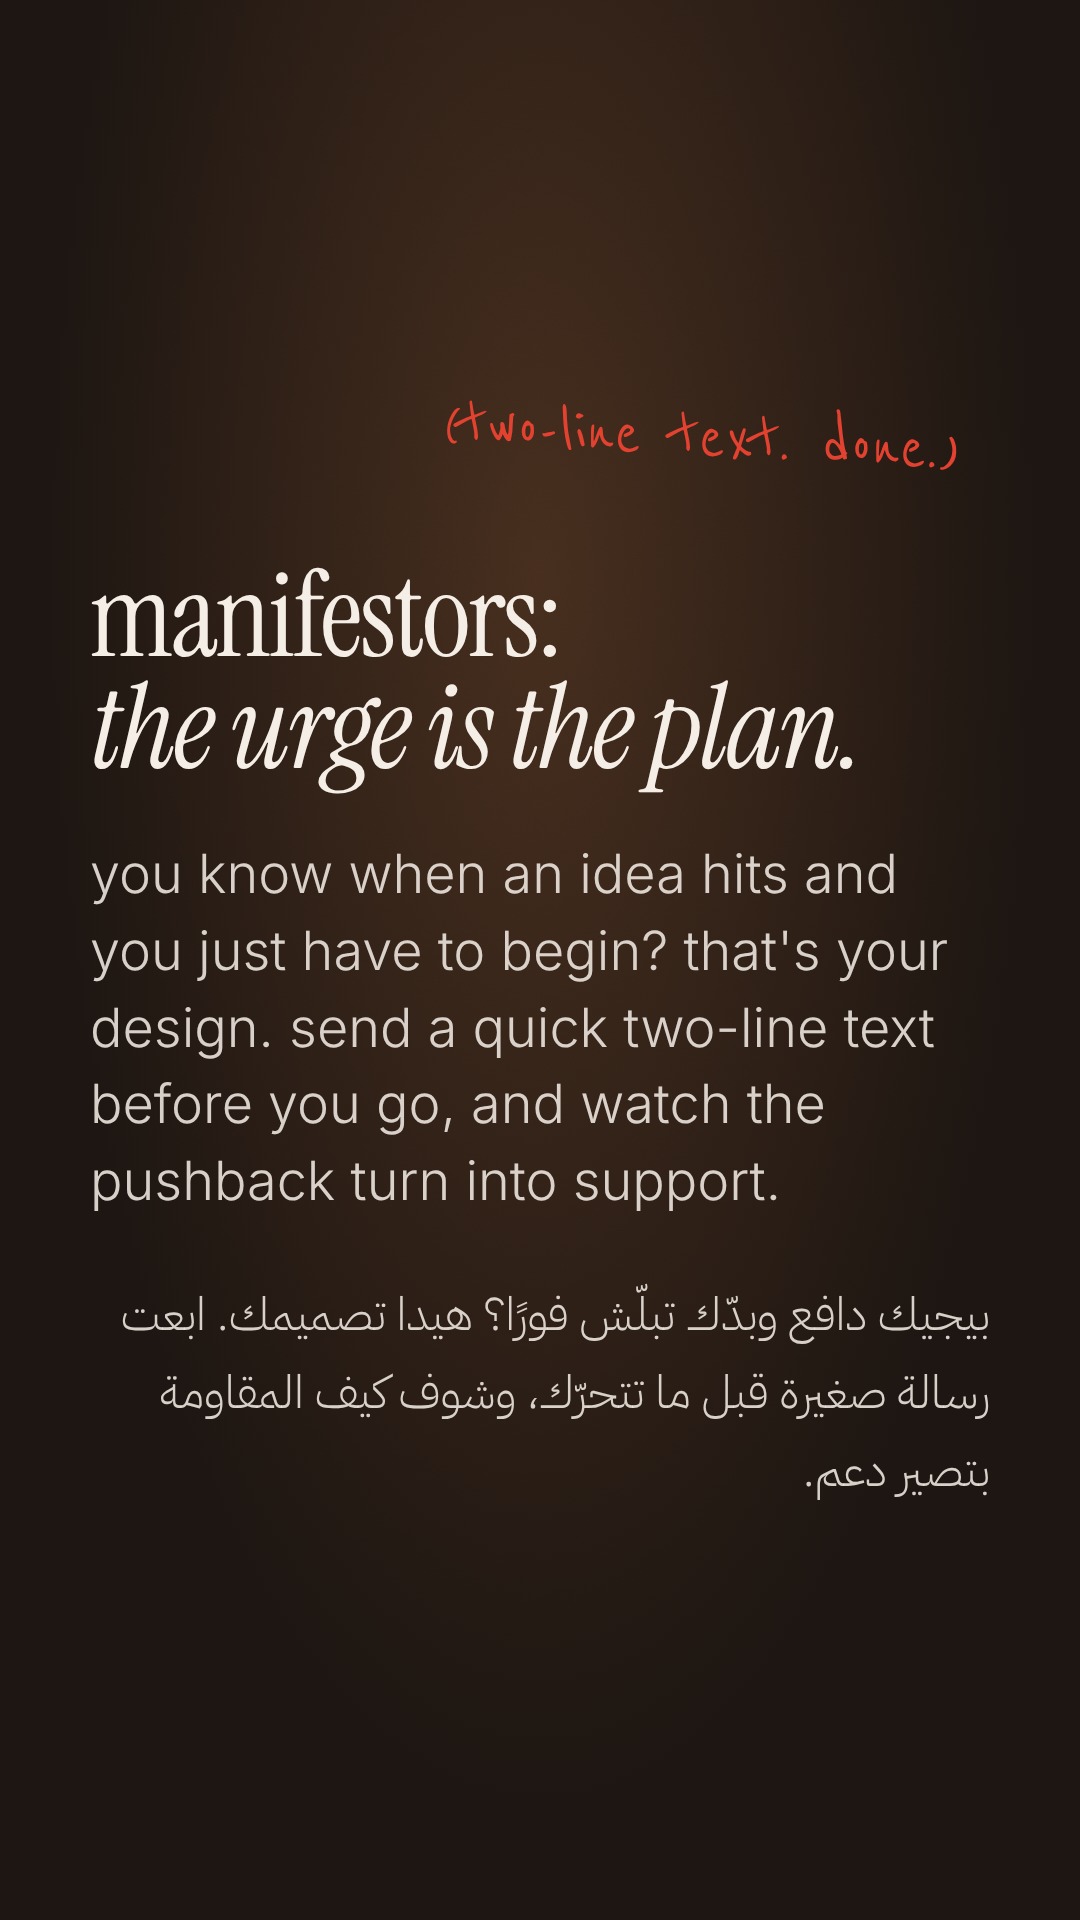 (two-line text. done.)
manifestors:
the urge is the plan.
you know when an idea hits and
you just have to begin? that's your
design. send a quick two-line text
before you go, and watch the
pushback turn into support.
بيجيك دافع وبدّك تبلّش فورًا؟ هيدا تصميمك. ابعت
رسالة صغيرة قبل ما تتحرّك، وشوف كيف المقاومة
بتصير دعم.